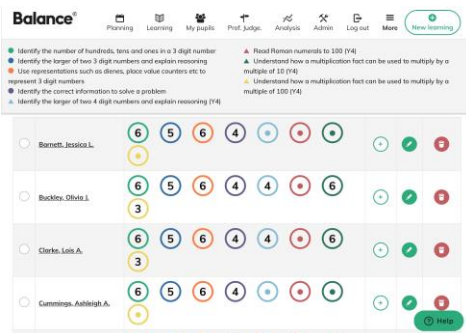 Balance®
Planning Learning My pupils Prof. Judge. Analysis Admin Log out More New learning
Identify the number of hundreds, tens and ones in a 3 digit number
Identify the larger of two 3 digit numbers and explain reasoning
Use representations such as dienes, place value counters etc to
represent 3 digit numbers
Identify the correct information to solve a problem
Identify the larger of two 4 digit numbers and explain reasoning (Y4)
Read Roman numerals to 100 (Y4)
Understand how a multiplication fact can be used to multiply by a
multiple of 10 (Y4)
Understand how a multiplication fact can be used to multiply by a
multiple of 100 (Y4)
Barnett, Jessica L. 6 5 6 4
Buckley, Olivia J. 6 5 6 4 4 6
3
Clarke, Lois A. 6 5 6 4 4 6
3
Cummings, Ashleigh A. 6 5 6 4
Help